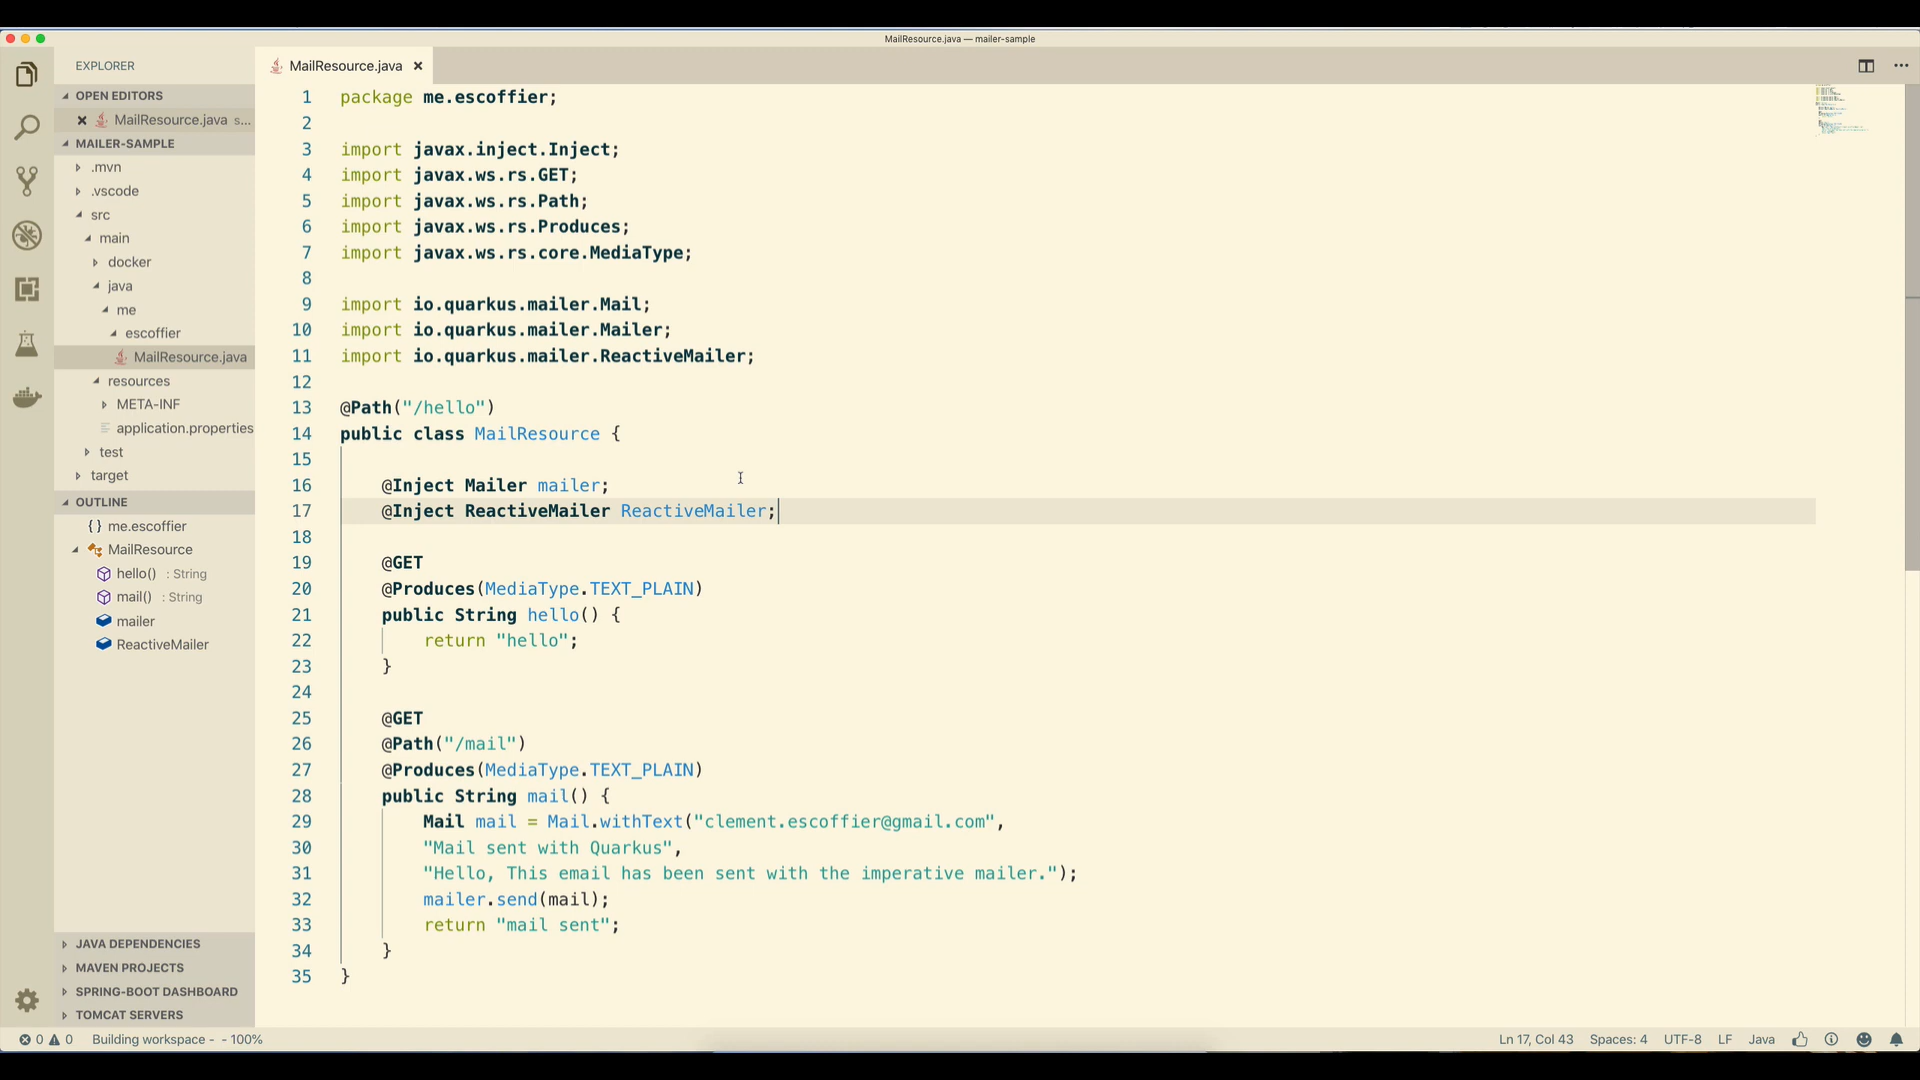 MailResource.java — mailer-sample
EXPLORER
OPEN EDITORS
MailResource.java s...
MAILER-SAMPLE
.mvn
.vscode
src
main
docker
java
me
escoffier
MailResource.java
resources
META-INF
application.properties
test
target
OUTLINE
{} me.escoffier
MailResource
hello() : String
mail() : String
mailer
ReactiveMailer
JAVA DEPENDENCIES
MAVEN PROJECTS
SPRING-BOOT DASHBOARD
TOMCAT SERVERS
MailResource.java
1 package me.escoffier;
2
3 import javax.inject.Inject;
4 import javax.ws.rs.GET;
5 import javax.ws.rs.Path;
6 import javax.ws.rs.Produces;
7 import javax.ws.rs.core.MediaType;
8
9 import io.quarkus.mailer.Mail;
10 import io.quarkus.mailer.Mailer;
11 import io.quarkus.mailer.ReactiveMailer;
12
13 @Path("/hello")
14 public class MailResource {
15
16 @Inject Mailer mailer;
17 @Inject ReactiveMailer ReactiveMailer;
18
19 @GET
20 @Produces(MediaType.TEXT_PLAIN)
21 public String hello() {
22 return "hello";
23 }
24
25 @GET
26 @Path("/mail")
27 @Produces(MediaType.TEXT_PLAIN)
28 public String mail() {
29 Mail mail = Mail.withText("clement.escoffier@gmail.com",
30 "Mail sent with Quarkus",
31 "Hello, This email has been sent with the imperative mailer.");
32 mailer.send(mail);
33 return "mail sent";
34 }
35 }
0 0 Building workspace - - 100%
Ln 17, Col 43 Spaces: 4 UTF-8 LF Java